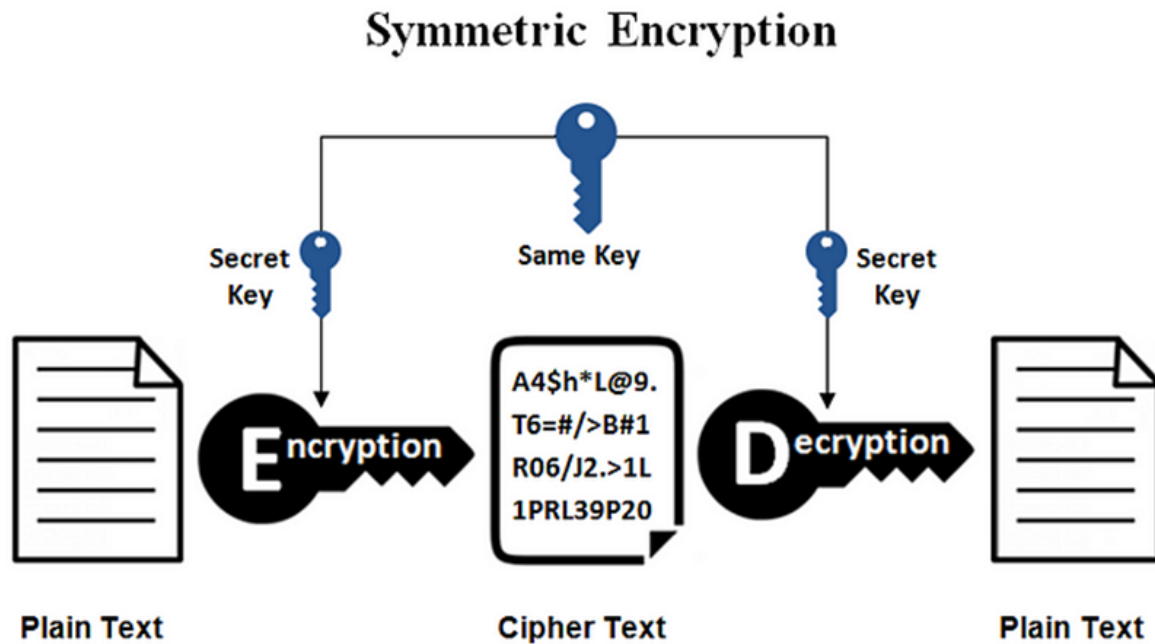 Symmetric Encryption
Same Key
Secret
Key
Secret
Key
Encryption
A4$h*L@9.
T6=#/>B#1
R06/J2.>1L
1PRL39P20
Decryption
Plain Text
Cipher Text
Plain Text